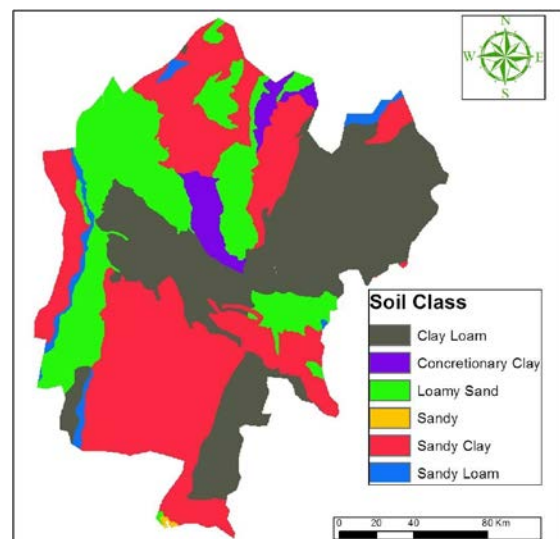 N
W E
S
Soil Class
Clay Loam
Concretionary Clay
Loamy Sand
Sandy
Sandy Clay
Sandy Loam
0 20 40 80 Km